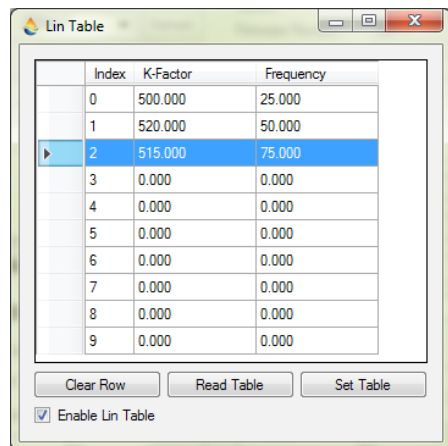 Lin Table
Index K-Factor Frequency
0 500.000 25.000
1 520.000 50.000
2 515.000 75.000
3 0.000 0.000
4 0.000 0.000
5 0.000 0.000
6 0.000 0.000
7 0.000 0.000
8 0.000 0.000
9 0.000 0.000
Clear Row Read Table Set Table
Enable Lin Table